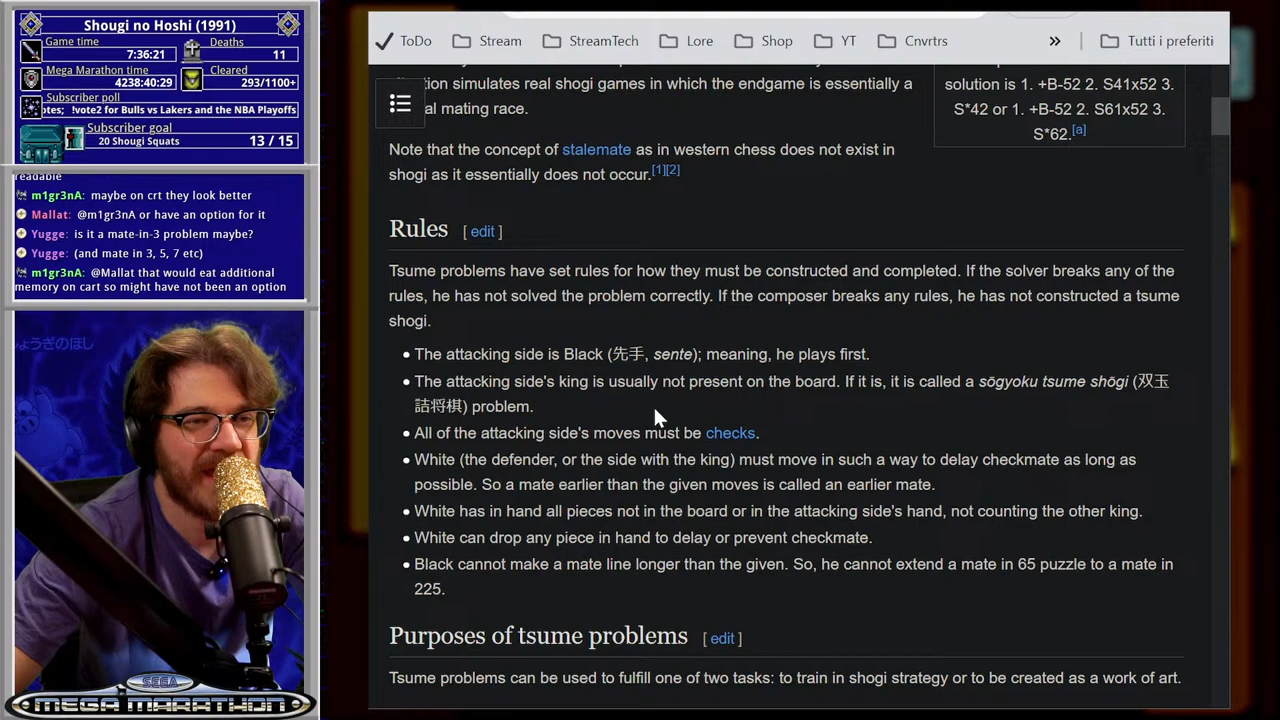 Shougi no Hoshi (1991)
Game time
7:36:21
Deaths
11
Mega Marathon time
4238:40:29
Cleared
293/1100+
Subscriber poll
otes; !vote2 for Bulls vs Lakers and the NBA Playoffs
Subscriber goal
20 Shougi Squats
13 / 15
readable
m1gr3nA: maybe on crt they look better
Mallat: @m1gr3nA or have an option for it
Yugge: is it a mate-in-3 problem maybe?
Yugge: (and mate in 3, 5, 7 etc)
m1gr3nA: @Mallat that would eat additional
memory on cart so might have not been an option
しょうぎのほし
SEGA
MEGA MARATHON
ToDo
Stream
StreamTech
Lore
Shop
YT
Cnvrtrs
»
Tutti i preferiti
simulates real shogi games in which the endgame is essentially a
al mating race.
solution is 1. +B-52 2. S41x52 3.
S*42 or 1. +B-52 2. S61x52 3.
S*62.[a]
Note that the concept of stalemate as in western chess does not exist in
shogi as it essentially does not occur.[1][2]
Rules [ edit ]
Tsume problems have set rules for how they must be constructed and completed. If the solver breaks any of the
rules, he has not solved the problem correctly. If the composer breaks any rules, he has not constructed a tsume
shogi.
• The attacking side is Black (先手, sente); meaning, he plays first.
• The attacking side's king is usually not present on the board. If it is, it is called a sōgyoku tsume shōgi (双玉
詰将棋) problem.
• All of the attacking side's moves must be checks.
• White (the defender, or the side with the king) must move in such a way to delay checkmate as long as
possible. So a mate earlier than the given moves is called an earlier mate.
• White has in hand all pieces not in the board or in the attacking side's hand, not counting the other king.
• White can drop any piece in hand to delay or prevent checkmate.
• Black cannot make a mate line longer than the given. So, he cannot extend a mate in 65 puzzle to a mate in
225.
Purposes of tsume problems [ edit ]
Tsume problems can be used to fulfill one of two tasks: to train in shogi strategy or to be created as a work of art.